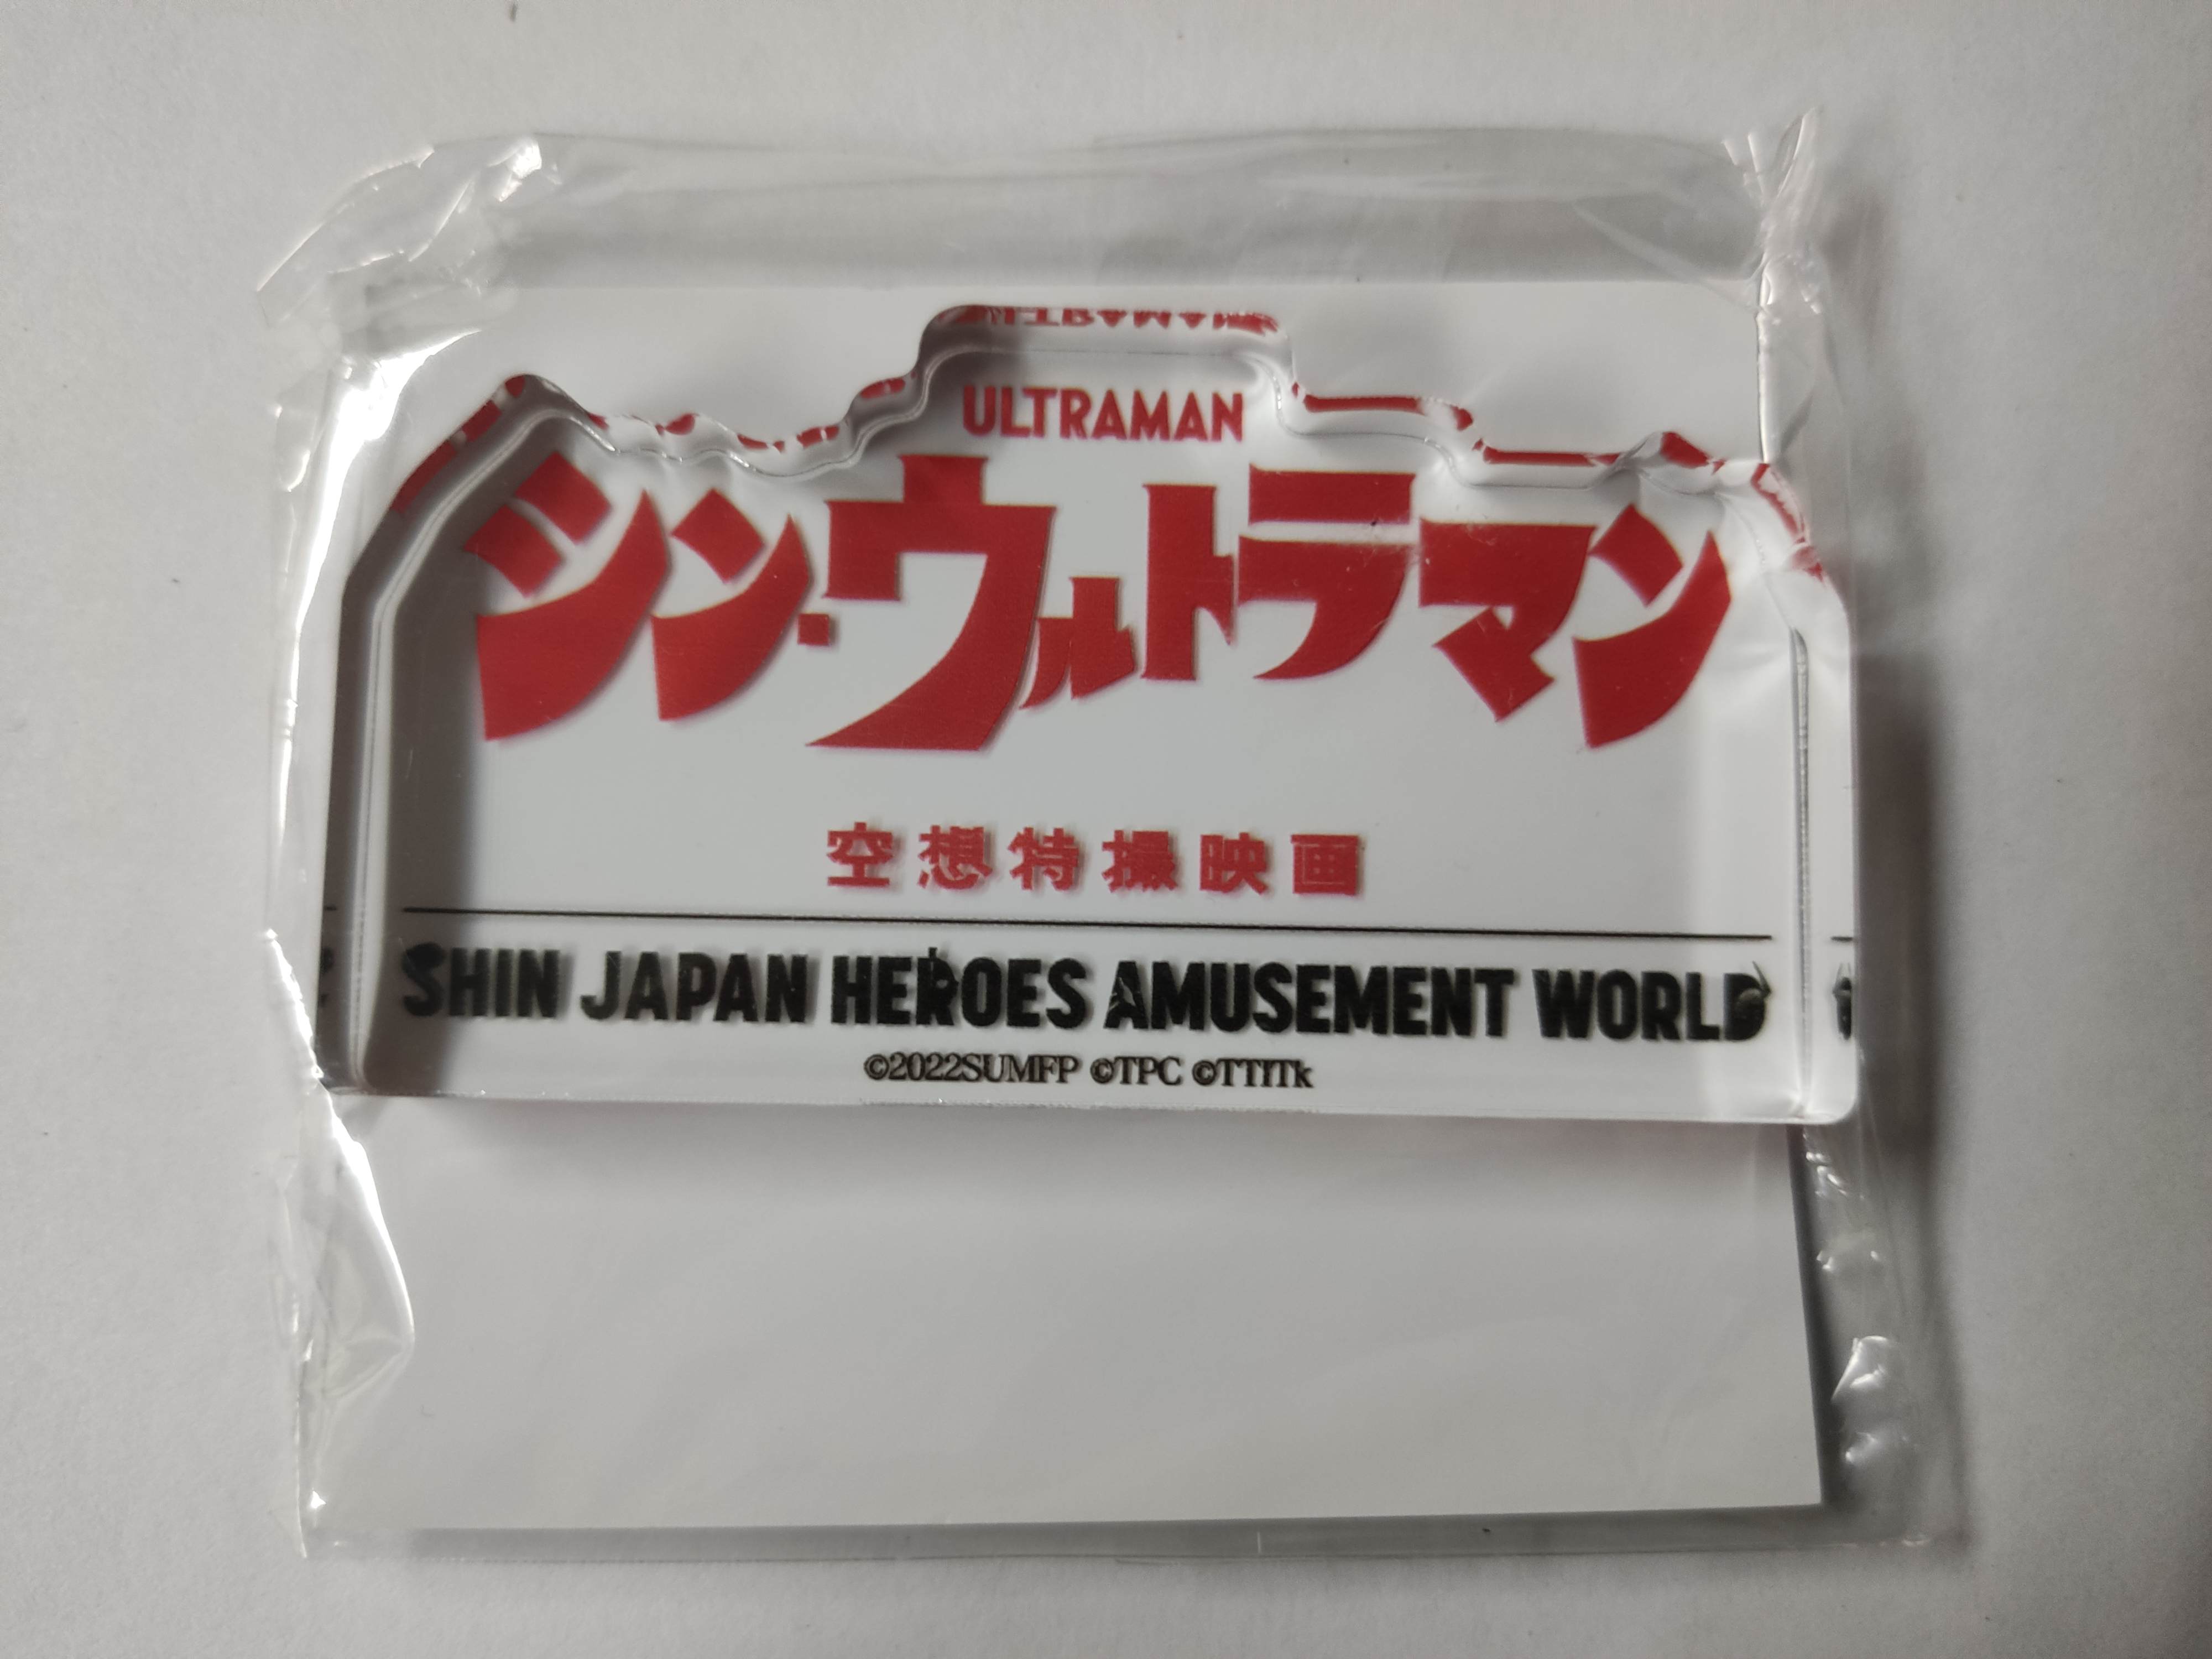 ULTRAMAN
シン・ウルトラマン
空想特撮映画
SHIN JAPAN HEROES AMUSEMENT WORLD
©2022SUMFP ©TPC ©TTITk